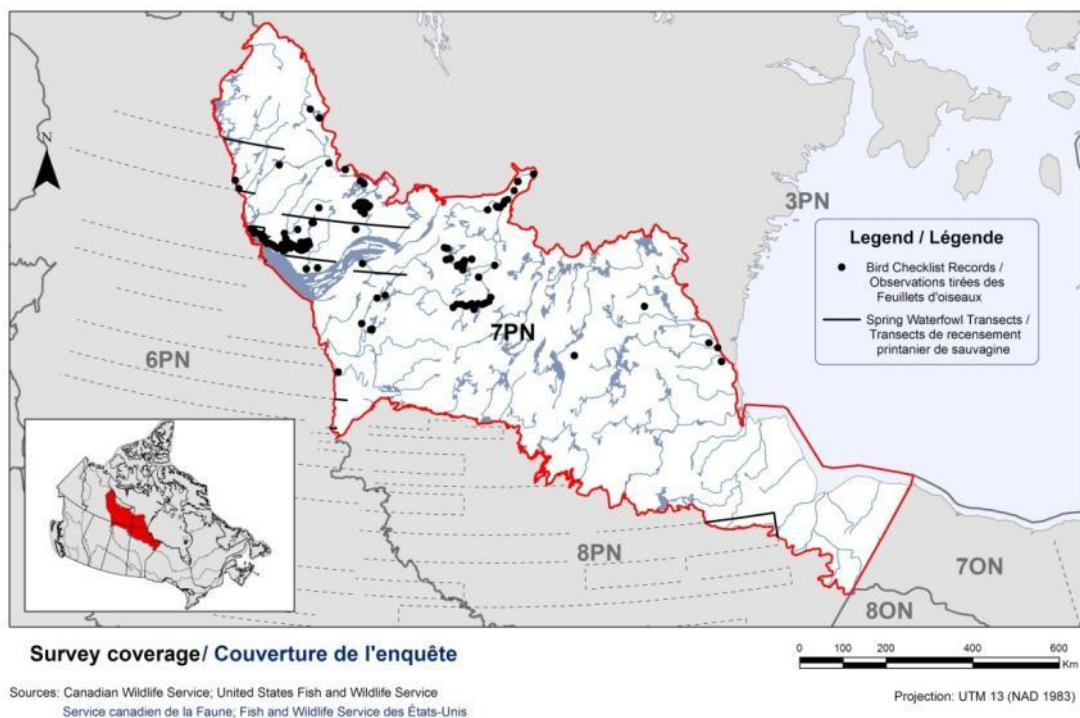 N
3PN
Legend / Légende
Bird Checklist Records /
Observations tirées des
Feuillets d'oiseaux
Spring Waterfowl Transects /
Transects de recensement
printanier de sauvagine
7PN
6PN
8PN
7ON
8ON
Survey coverage/ Couverture de l'enquête
0 100 200 400 600
Km
Sources: Canadian Wildlife Service; United States Fish and Wildlife Service
Service canadien de la Faune; Fish and Wildlife Service des États-Unis
Projection: UTM 13 (NAD 1983)